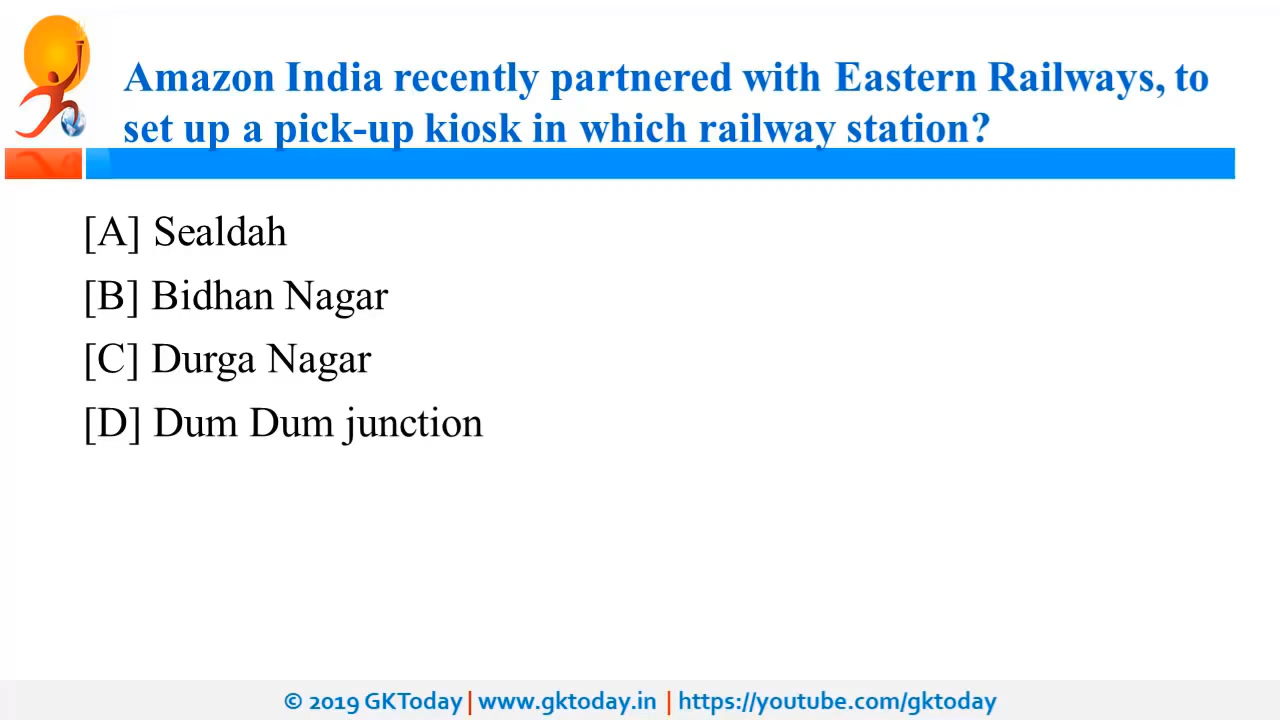 Amazon India recently partnered with Eastern Railways, to
set up a pick-up kiosk in which railway station?
[A] Sealdah
[B] Bidhan Nagar
[C] Durga Nagar
[D] Dum Dum junction
© 2019 GKToday | www.gktoday.in | https://youtube.com/gktoday